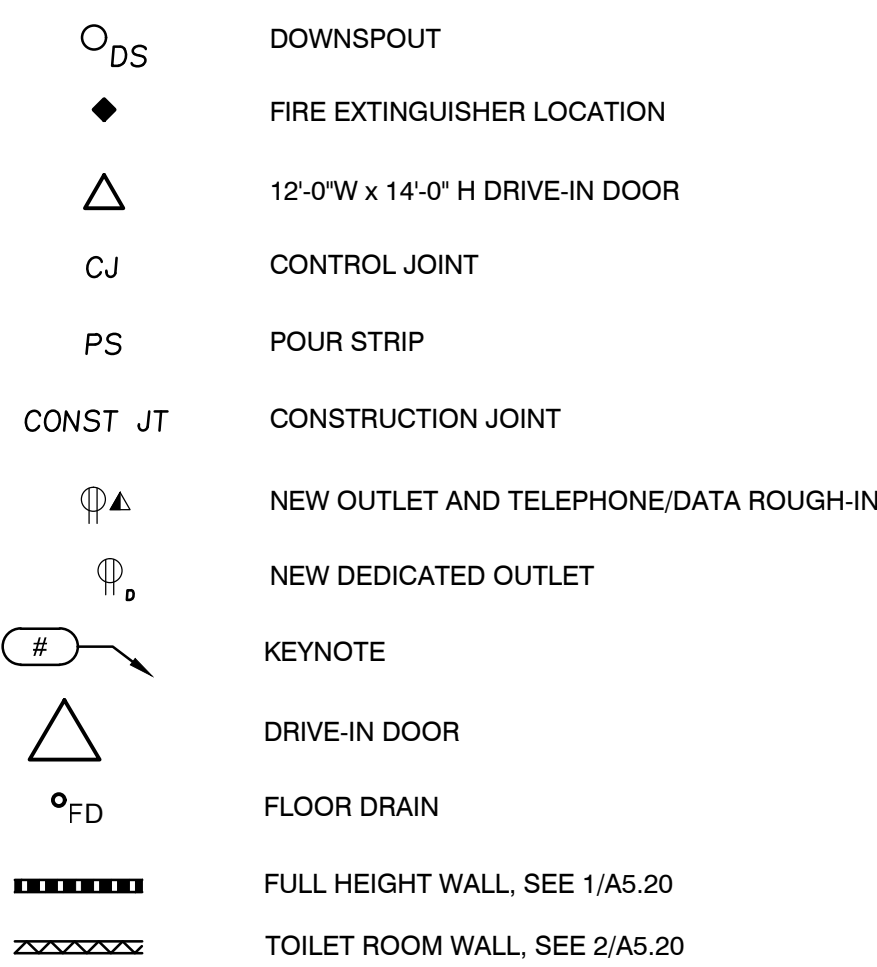 DS DOWNSPOUT
FIRE EXTINGUISHER LOCATION
12'-0"W x 14'-0" H DRIVE-IN DOOR
CJ CONTROL JOINT
PS POUR STRIP
CONST JT CONSTRUCTION JOINT
NEW OUTLET AND TELEPHONE/DATA ROUGH-IN
D NEW DEDICATED OUTLET
# KEYNOTE
DRIVE-IN DOOR
FD FLOOR DRAIN
FULL HEIGHT WALL, SEE 1/A5.20
TOILET ROOM WALL, SEE 2/A5.20